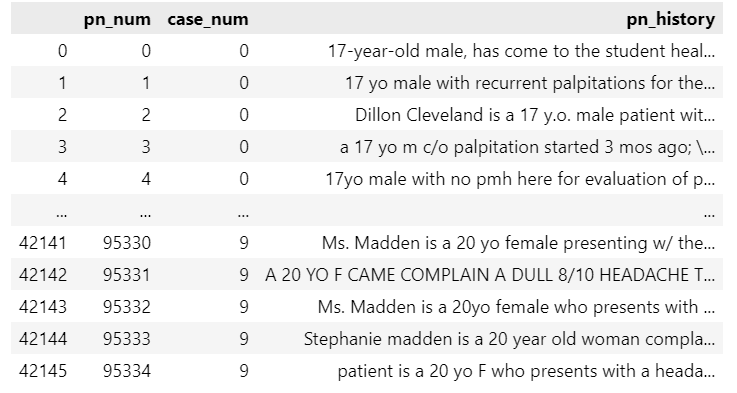 pn_num case_num pn_history
0 0 0 17-year-old male, has come to the student heal...
1 1 0 17 yo male with recurrent palpitations for the...
2 2 0 Dillon Cleveland is a 17 y.o. male patient wit...
3 3 0 a 17 yo m c/o palpitation started 3 mos ago; \...
4 4 0 17yo male with no pmh here for evaluation of p...
... ... ... ...
42141 95330 9 Ms. Madden is a 20 yo female presenting w/ the...
42142 95331 9 A 20 YO F CAME COMPLAIN A DULL 8/10 HEADACHE T...
42143 95332 9 Ms. Madden is a 20yo female who presents with ...
42144 95333 9 Stephanie madden is a 20 year old woman compla...
42145 95334 9 patient is a 20 yo F who presents with a heada...